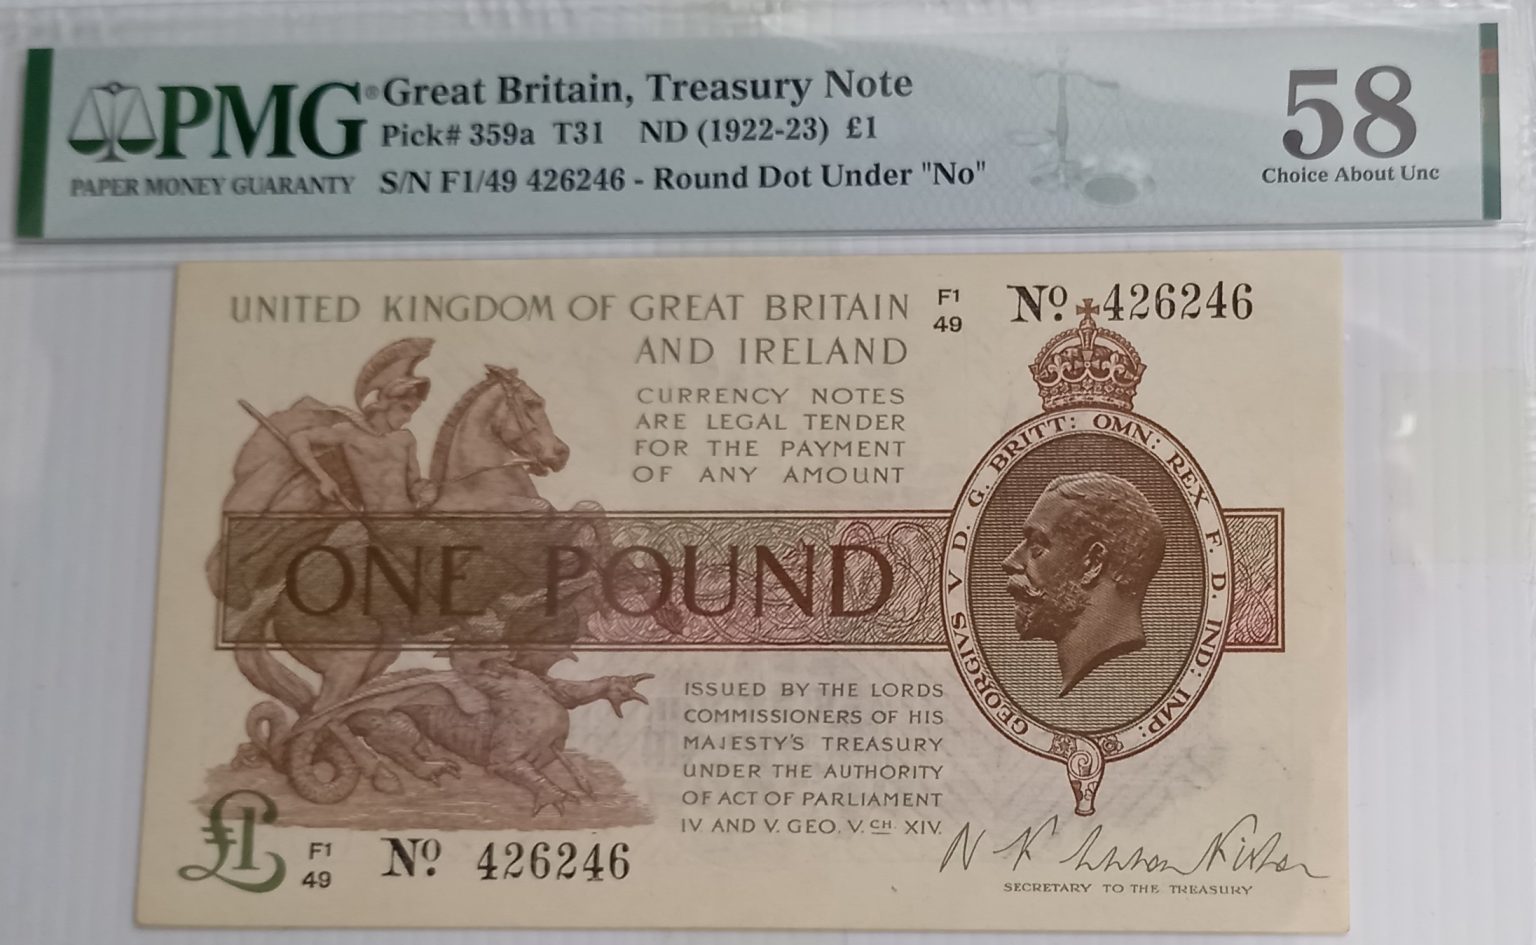 PMG® Great Britain, Treasury Note
Pick# 359a T31 ND (1922-23) £1
PAPER MONEY GUARANTY S/N F1/49 426246 - Round Dot Under "No"
58
Choice About Unc
UNITED KINGDOM OF GREAT BRITAIN
AND IRELAND
F1
49
Nº 426246
CURRENCY NOTES
ARE LEGAL TENDER
FOR THE PAYMENT
OF ANY AMOUNT
ONE POUND
GEORGIVS V D. G. BRITT: OMN: REX F. D. IND: IMP:
ISSUED BY THE LORDS
COMMISSIONERS OF HIS
MAJESTY'S TREASURY
UNDER THE AUTHORITY
OF ACT OF PARLIAMENT
IV AND V. GEO. V. CH. XIV.
£1
F1
49
Nº 426246
N F Warren Fisher
SECRETARY TO THE TREASURY